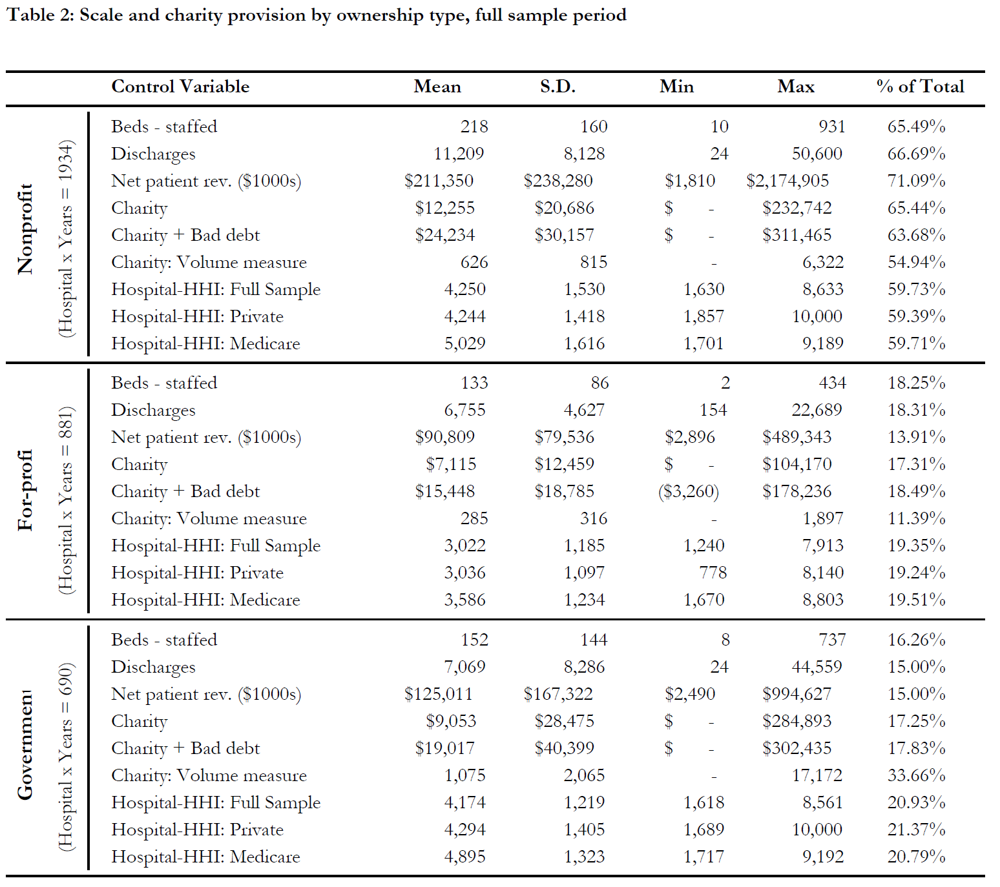 Table 2: Scale and charity provision by ownership type, full sample period
Control Variable Mean S.D. Min Max % of Total
Nonprofit
(Hospital x Years = 1934)
Beds - staffed 218 160 10 931 65.49%
Discharges 11,209 8,128 24 50,600 66.69%
Net patient rev. ($1000s) $211,350 $238,280 $1,810 $2,174,905 71.09%
Charity $12,255 $20,686 $ - $232,742 65.44%
Charity + Bad debt $24,234 $30,157 $ - $311,465 63.68%
Charity: Volume measure 626 815 - 6,322 54.94%
Hospital-HHI: Full Sample 4,250 1,530 1,630 8,633 59.73%
Hospital-HHI: Private 4,244 1,418 1,857 10,000 59.39%
Hospital-HHI: Medicare 5,029 1,616 1,701 9,189 59.71%
For-profi
(Hospital x Years = 881)
Beds - staffed 133 86 2 434 18.25%
Discharges 6,755 4,627 154 22,689 18.31%
Net patient rev. ($1000s) $90,809 $79,536 $2,896 $489,343 13.91%
Charity $7,115 $12,459 $ - $104,170 17.31%
Charity + Bad debt $15,448 $18,785 ($3,260) $178,236 18.49%
Charity: Volume measure 285 316 - 1,897 11.39%
Hospital-HHI: Full Sample 3,022 1,185 1,240 7,913 19.35%
Hospital-HHI: Private 3,036 1,097 778 8,140 19.24%
Hospital-HHI: Medicare 3,586 1,234 1,670 8,803 19.51%
Government
(Hospital x Years = 690)
Beds - staffed 152 144 8 737 16.26%
Discharges 7,069 8,286 24 44,559 15.00%
Net patient rev. ($1000s) $125,011 $167,322 $2,490 $994,627 15.00%
Charity $9,053 $28,475 $ - $284,893 17.25%
Charity + Bad debt $19,017 $40,399 $ - $302,435 17.83%
Charity: Volume measure 1,075 2,065 - 17,172 33.66%
Hospital-HHI: Full Sample 4,174 1,219 1,618 8,561 20.93%
Hospital-HHI: Private 4,294 1,405 1,689 10,000 21.37%
Hospital-HHI: Medicare 4,895 1,323 1,717 9,192 20.79%